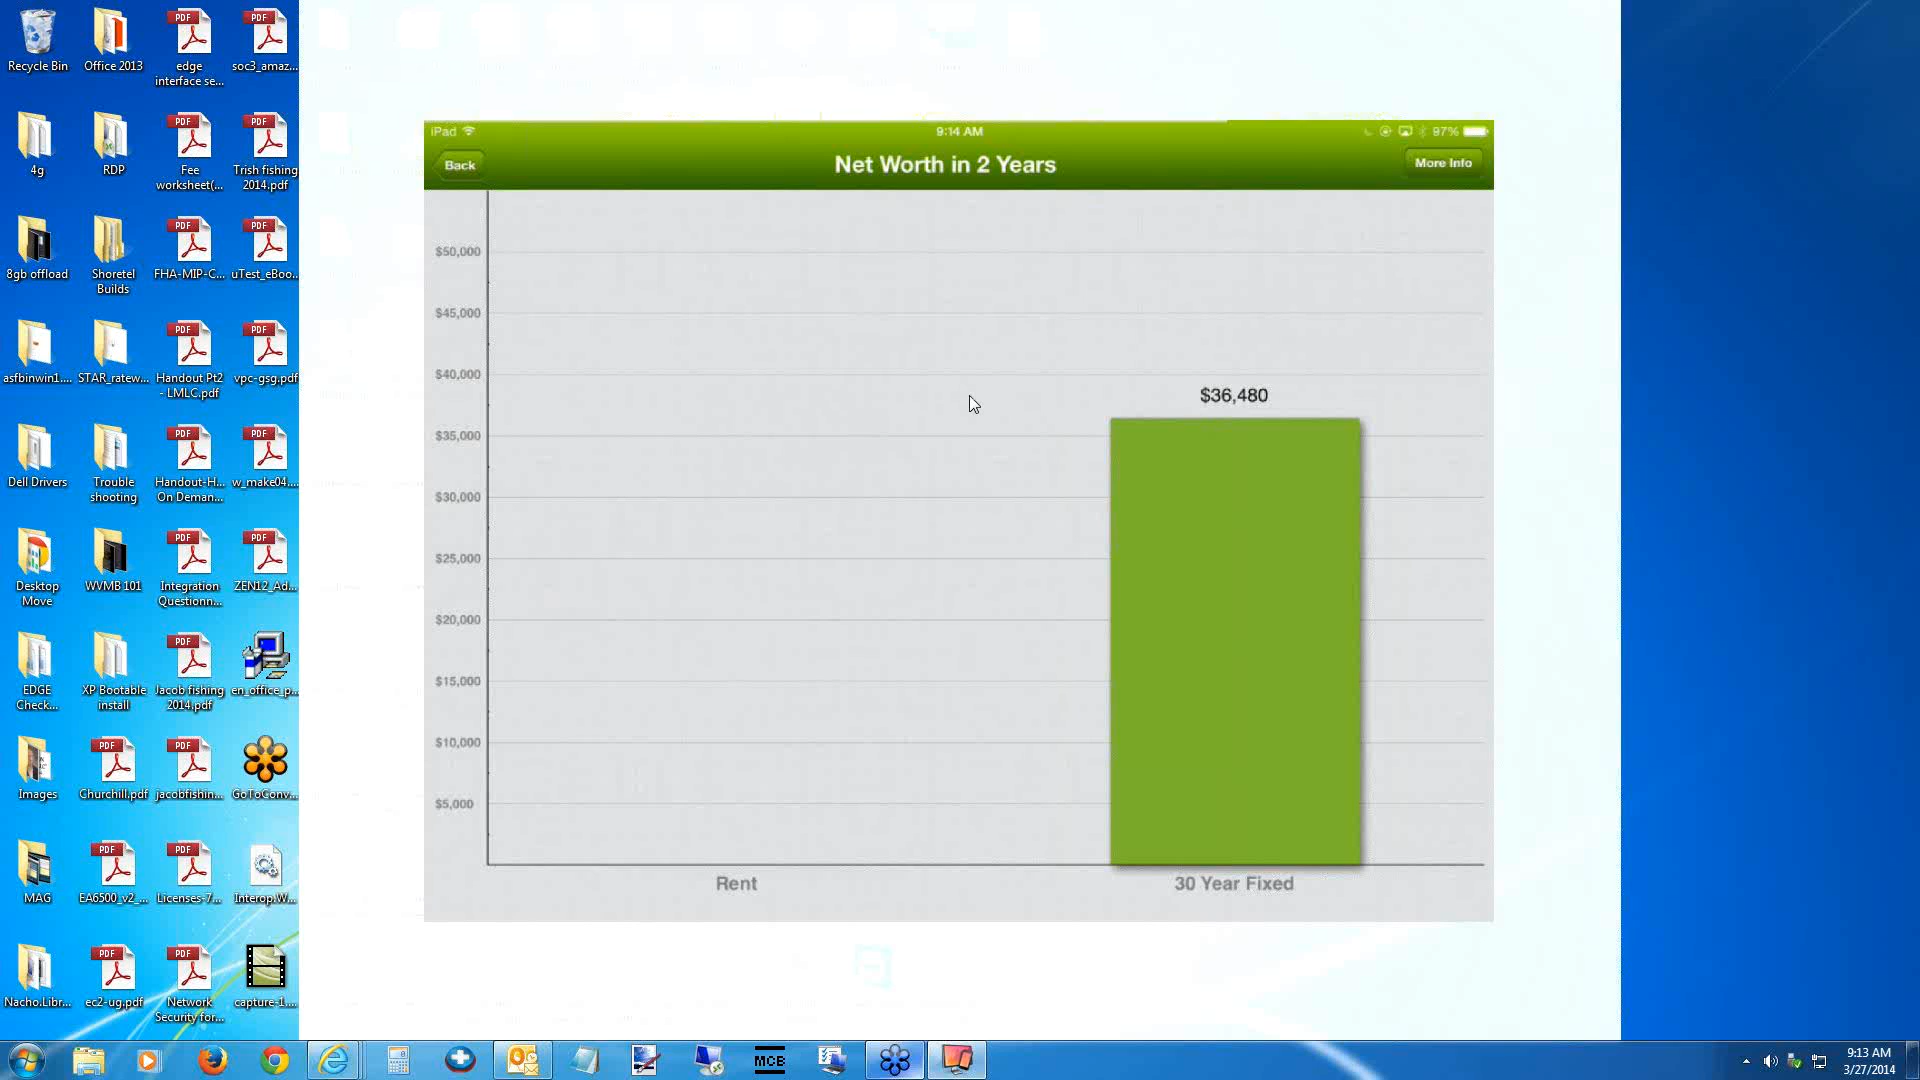 Recycle Bin
Office 2013
edge
interface se...
soc3_amaz...
4g
RDP
Fee
worksheet(...
Trish fishing
2014.pdf
8gb offload
Shoretel
Builds
FHA-MIP-C...
uTest_eBoo...
asfbinwin1....
STAR_ratew...
Handout Pt2
- LMLC.pdf
vpc-gsg.pdf
Dell Drivers
Trouble
shooting
Handout-H...
On Deman...
w_make04....
Desktop
Move
WVMB 101
Integration
Questionn...
ZEN12_Ad...
EDGE
Check...
XP Bootable
install
Jacob fishing
2014.pdf
en_office_p...
Images
Churchill.pdf
jacobfishin...
GoToConv...
MAG
EA6500_v2_...
Licenses-7...
Interop.W...
Nacho.Libr...
ec2-ug.pdf
Network
Security for...
capture-1....
iPad
9:14 AM
97%
Back
Net Worth in 2 Years
More Info
$50,000
$45,000
$40,000
$36,480
$35,000
$30,000
$25,000
$20,000
$15,000
$10,000
$5,000
Rent
30 Year Fixed
MCB
9:13 AM
3/27/2014